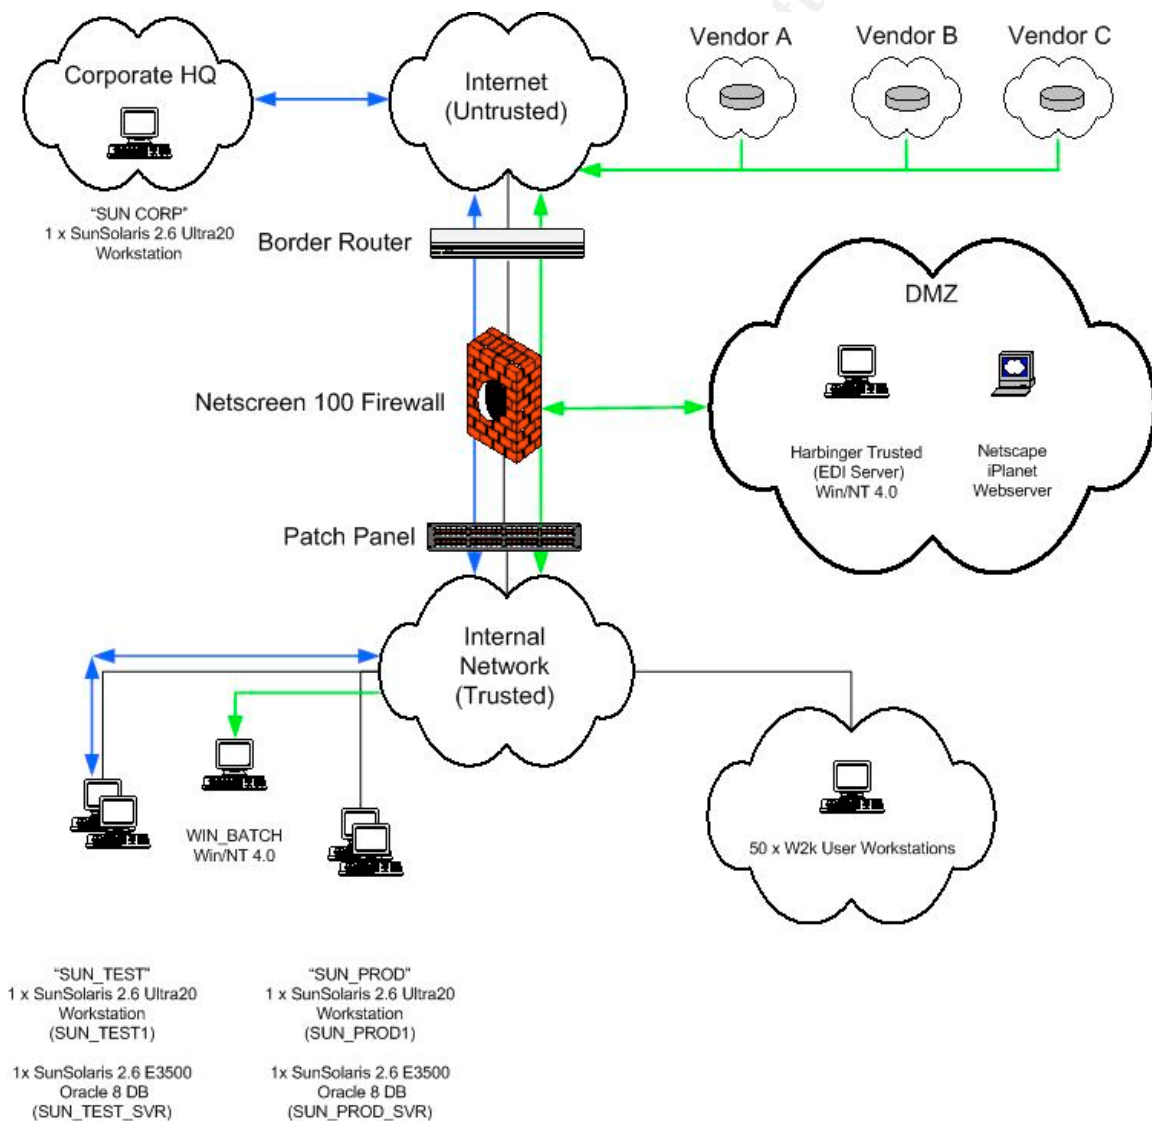 Corporate HQ
"SUN CORP"
1 x SunSolaris 2.6 Ultra20
Workstation
Internet
(Untrusted)
Vendor A
Vendor B
Vendor C
Border Router
DMZ
Harbinger Trusted
(EDI Server)
Win/NT 4.0
Netscape
iPlanet
Webserver
Netscreen 100 Firewall
Patch Panel
Internal
Network
(Trusted)
WIN_BATCH
Win/NT 4.0
50 x W2k User Workstations
"SUN_TEST"
1 x SunSolaris 2.6 Ultra20
Workstation
(SUN_TEST1)
1x SunSolaris 2.6 E3500
Oracle 8 DB
(SUN_TEST_SVR)
"SUN_PROD"
1 x SunSolaris 2.6 Ultra20
Workstation
(SUN_PROD1)
1x SunSolaris 2.6 E3500
Oracle 8 DB
(SUN_PROD_SVR)